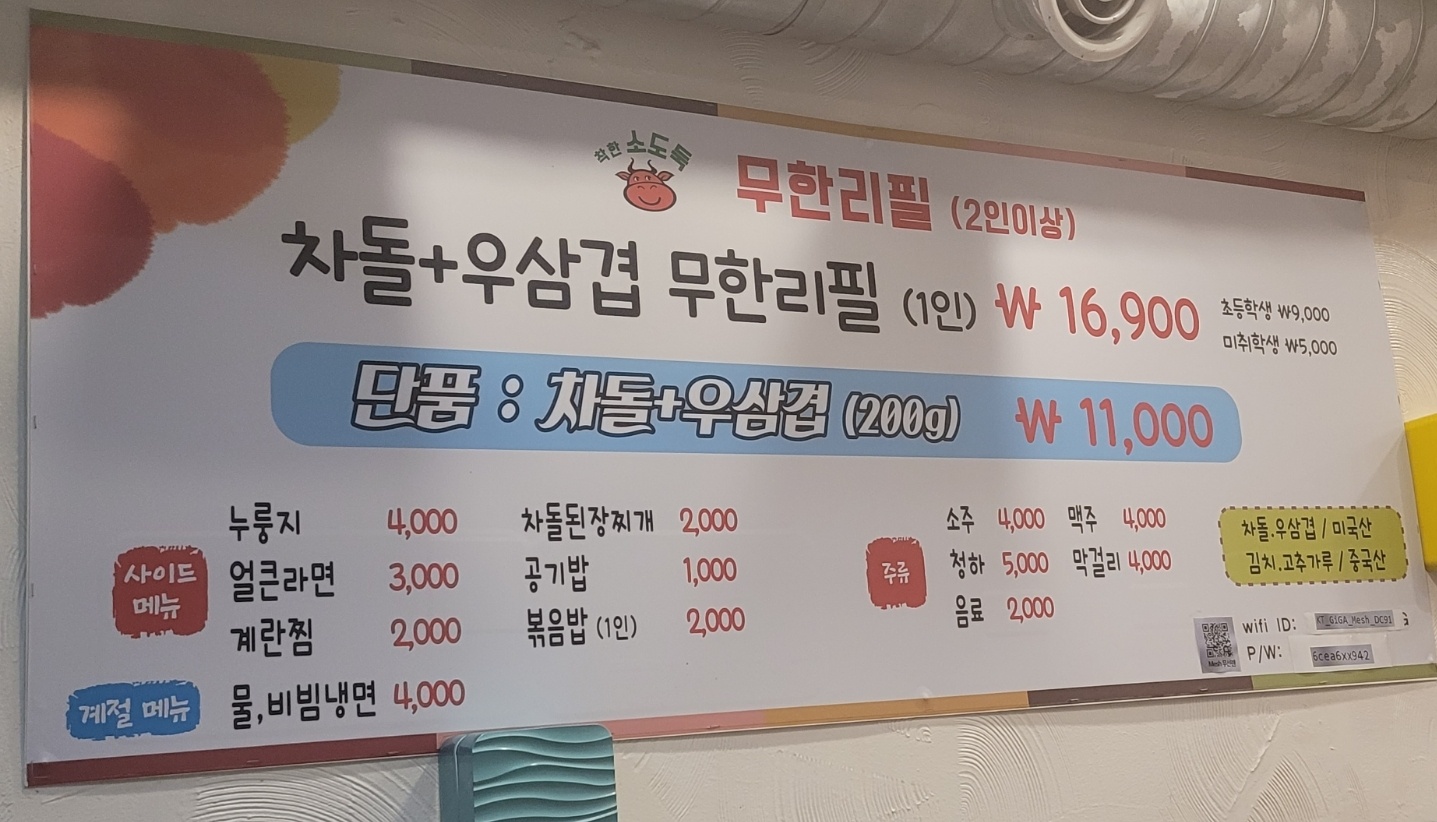 착한 소도둑
무한리필 (2인이상)
차돌+우삼겹 무한리필 (1인) ₩ 16,900
초등학생 ₩9,000
미취학생 ₩5,000
단품 : 차돌+우삼겹 (200g) ₩ 11,000
사이드 메뉴
누룽지 4,000 차돌된장찌개 2,000
얼큰라면 3,000 공기밥 1,000
계란찜 2,000 볶음밥 (1인) 2,000
계절 메뉴
물,비빔냉면 4,000
주류
소주 4,000 맥주 4,000
청하 5,000 막걸리 4,000
음료 2,000
차돌.우삼겹 / 미국산
김치.고추가루 / 중국산
wifi ID: KT_GiGA_Mesh_DC91
P/W: 6cea6xx942